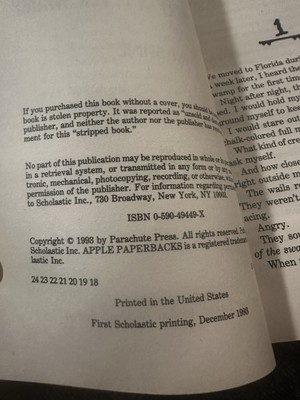 If you purchased this book without a cover, you should be
book is stolen property. It was reported as "unsold and
publisher, and neither the author nor the publisher has
ment for this "stripped book."
No part of this publication may be reproduced in whole or in
in a retrieval system, or transmitted in any form or by any
tronic, mechanical, photocopying, recording, or otherwise,
permission of the publisher. For information regarding
to Scholastic Inc., 730 Broadway, New York, NY 10003.
ISBN 0-590-49449-X
Copyright © 1993 by Parachute Press. All rights reserved.
Scholastic Inc. APPLE PAPERBACKS is a registered
lastic Inc.
24 23 22 21 20 19 18
Printed in the United States
First Scholastic printing, December 1993
1
e moved to Florida
week later, I heard the
swamp for the first time
Night after night,
I would hold my
around myself to
I would stare out
halk-colored full
What kind of
ask myself.
And how close
right outside
The walls
They weren't
acing.
Angry.
They
of the
When